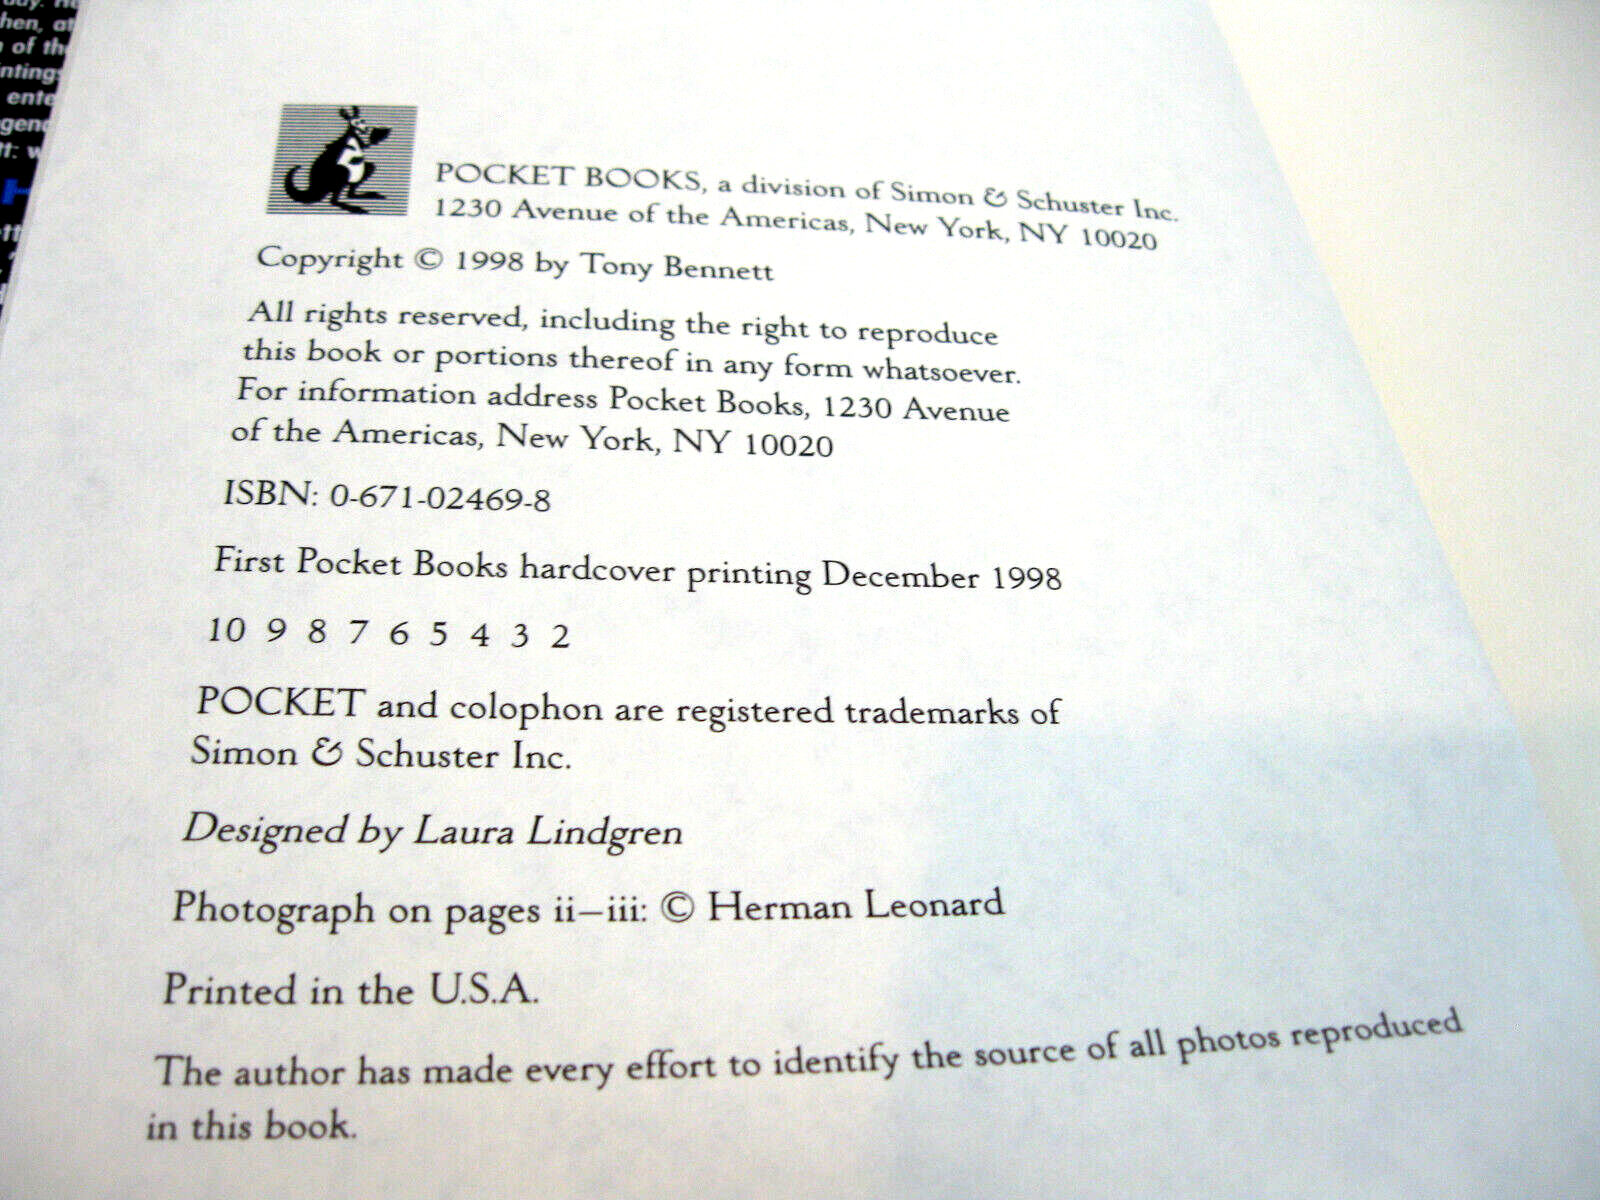 hen, at
of the
enter
POCKET BOOKS, a division of Simon & Schuster Inc.
1230 Avenue of the Americas, New York, NY 10020
Copyright © 1998 by Tony Bennett
All rights reserved, including the right to reproduce
this book or portions thereof in any form whatsoever.
For information address Pocket Books, 1230 Avenue
of the Americas, New York, NY 10020
ISBN: 0-671-02469-8
First Pocket Books hardcover printing December 1998
10 9 8 7 6 5 4 3 2
POCKET and colophon are registered trademarks of
Simon & Schuster Inc.
Designed by Laura Lindgren
Photograph on pages ii–iii: © Herman Leonard
Printed in the U.S.A.
The author has made every effort to identify the source of all photos reproduced
in this book.